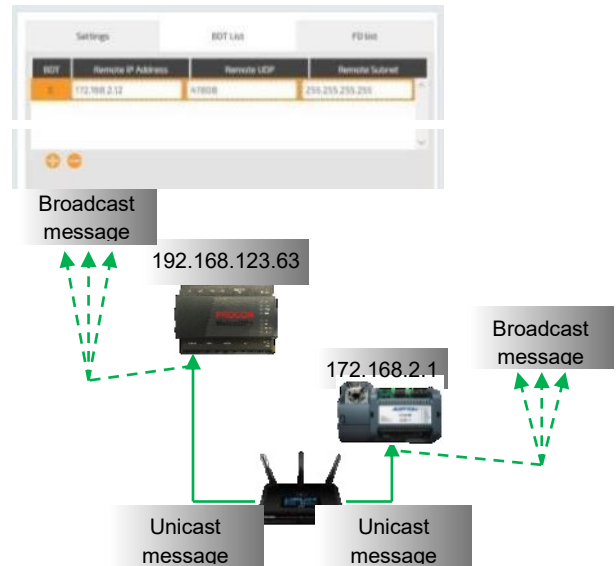 Settings
BDT List
FD list
BDT
Remote IP Address
Remote UDP
Remote Subnet
172.168.2.12
47808
255.255.255.255
Broadcast
message
192.168.123.63
Broadcast
message
172.168.2.1
Unicast
message
Unicast
message